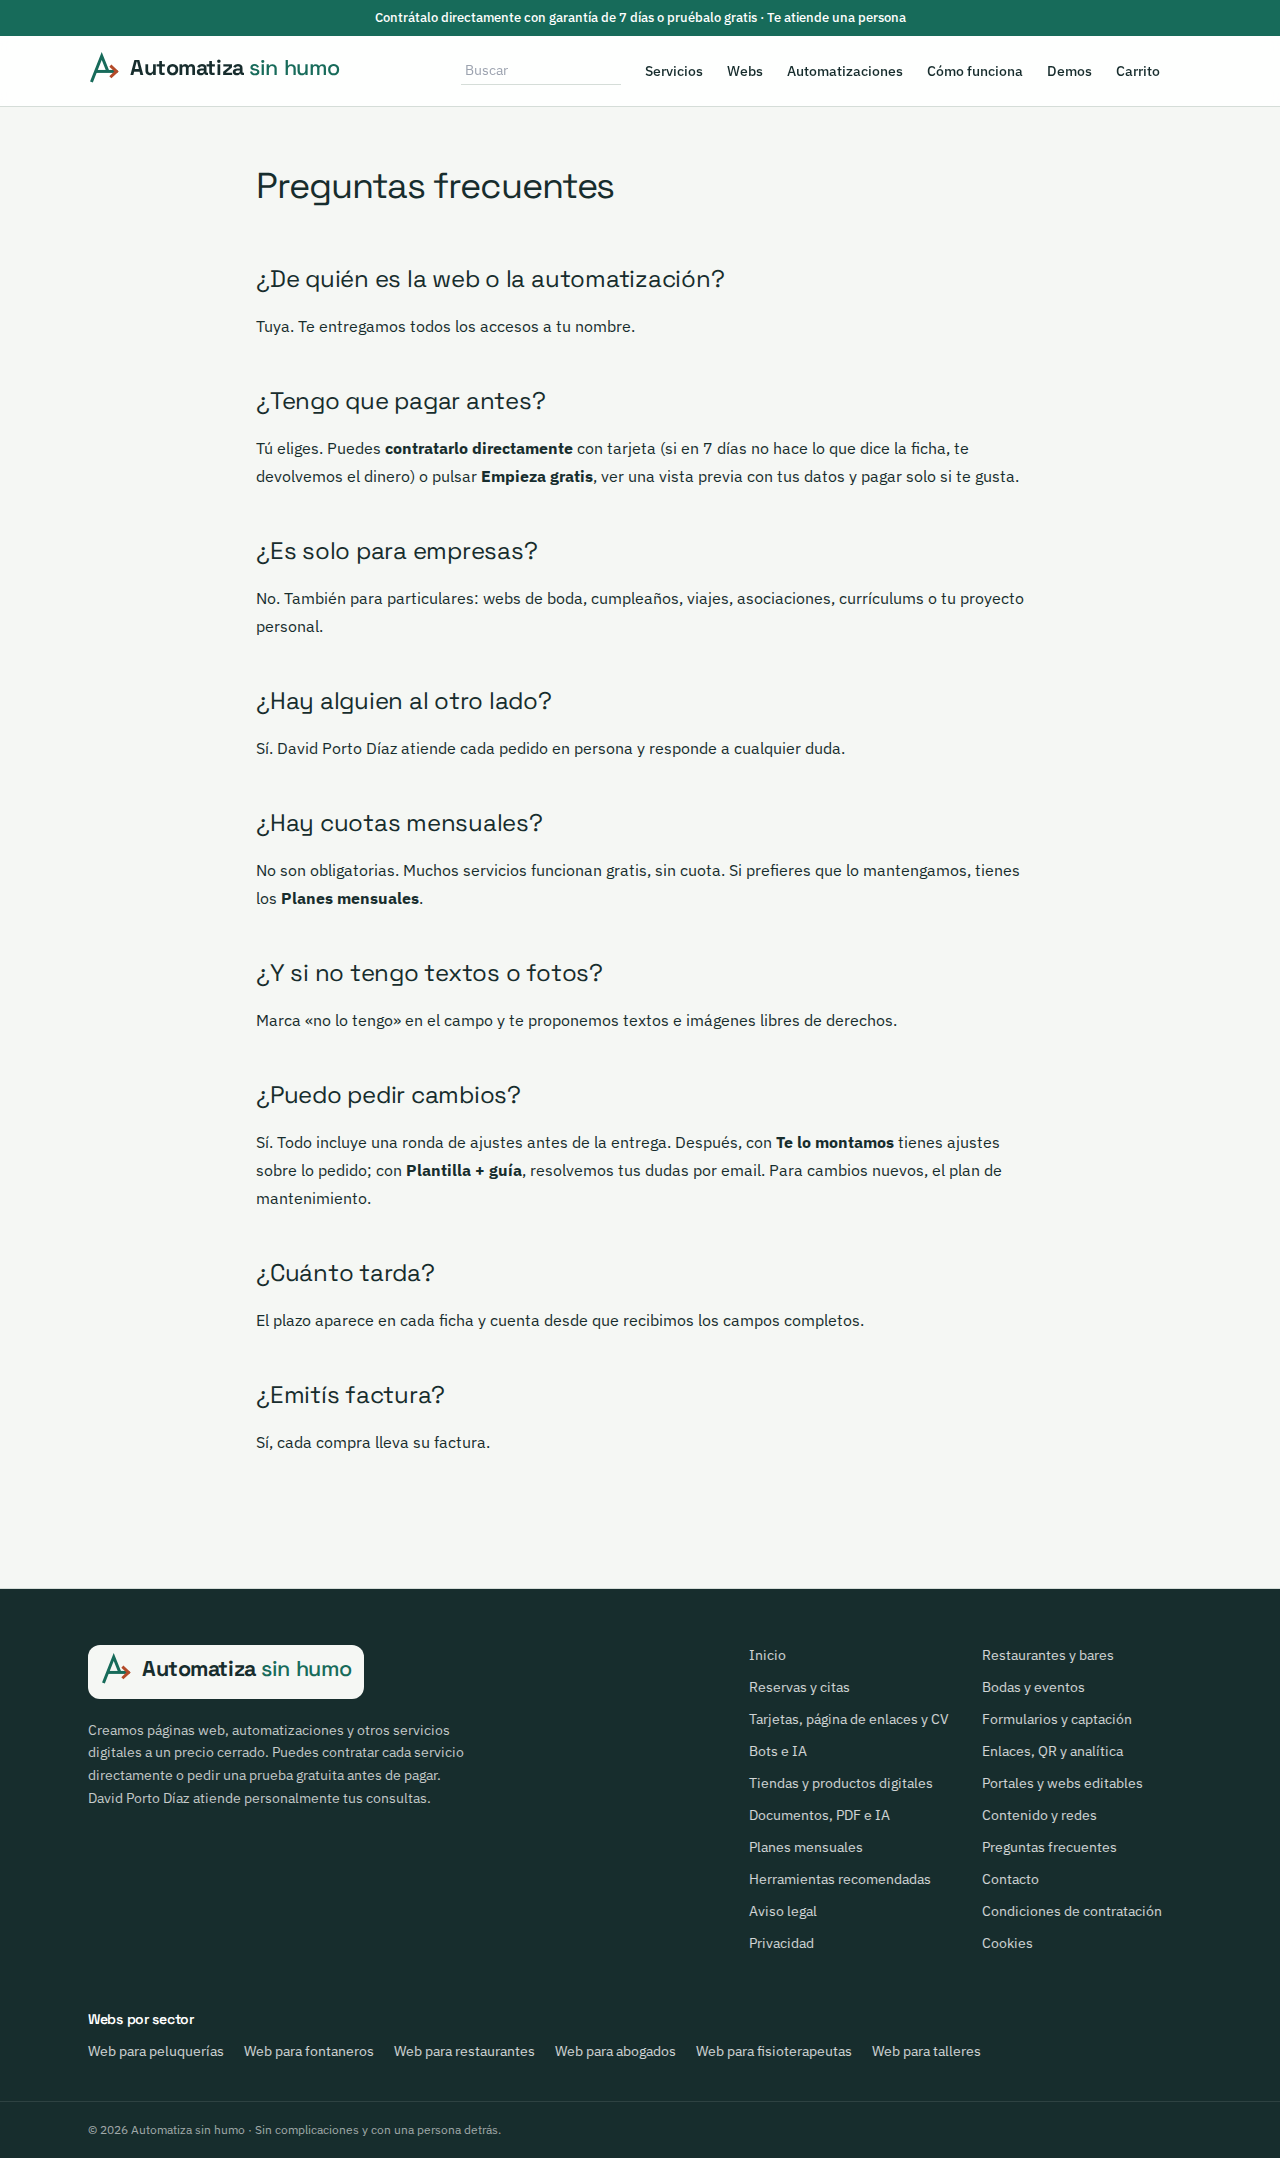 Contrátalo directamente con garantía de 7 días o pruébalo gratis · Te atiende una persona
Automatiza sin humo
Buscar
Servicios
Webs
Automatizaciones
Cómo funciona
Demos
Carrito
Preguntas frecuentes
¿De quién es la web o la automatización?
Tuya. Te entregamos todos los accesos a tu nombre.
¿Tengo que pagar antes?
Tú eliges. Puedes contratarlo directamente con tarjeta (si en 7 días no hace lo que dice la ficha, te
devolvemos el dinero) o pulsar Empieza gratis, ver una vista previa con tus datos y pagar solo si te gusta.
¿Es solo para empresas?
No. También para particulares: webs de boda, cumpleaños, viajes, asociaciones, currículums o tu proyecto
personal.
¿Hay alguien al otro lado?
Sí. David Porto Díaz atiende cada pedido en persona y responde a cualquier duda.
¿Hay cuotas mensuales?
No son obligatorias. Muchos servicios funcionan gratis, sin cuota. Si prefieres que lo mantengamos, tienes
los Planes mensuales.
¿Y si no tengo textos o fotos?
Marca «no lo tengo» en el campo y te proponemos textos e imágenes libres de derechos.
¿Puedo pedir cambios?
Sí. Todo incluye una ronda de ajustes antes de la entrega. Después, con Te lo montamos tienes ajustes
sobre lo pedido; con Plantilla + guía, resolvemos tus dudas por email. Para cambios nuevos, el plan de
mantenimiento.
¿Cuánto tarda?
El plazo aparece en cada ficha y cuenta desde que recibimos los campos completos.
¿Emitís factura?
Sí, cada compra lleva su factura.
Automatiza sin humo
Creamos páginas web, automatizaciones y otros servicios
digitales a un precio cerrado. Puedes contratar cada servicio
directamente o pedir una prueba gratuita antes de pagar.
David Porto Díaz atiende personalmente tus consultas.
Inicio
Restaurantes y bares
Reservas y citas
Bodas y eventos
Tarjetas, página de enlaces y CV
Formularios y captación
Bots e IA
Enlaces, QR y analítica
Tiendas y productos digitales
Portales y webs editables
Documentos, PDF e IA
Contenido y redes
Planes mensuales
Preguntas frecuentes
Herramientas recomendadas
Contacto
Aviso legal
Condiciones de contratación
Privacidad
Cookies
Webs por sector
Web para peluquerías
Web para fontaneros
Web para restaurantes
Web para abogados
Web para fisioterapeutas
Web para talleres
© 2026 Automatiza sin humo · Sin complicaciones y con una persona detrás.